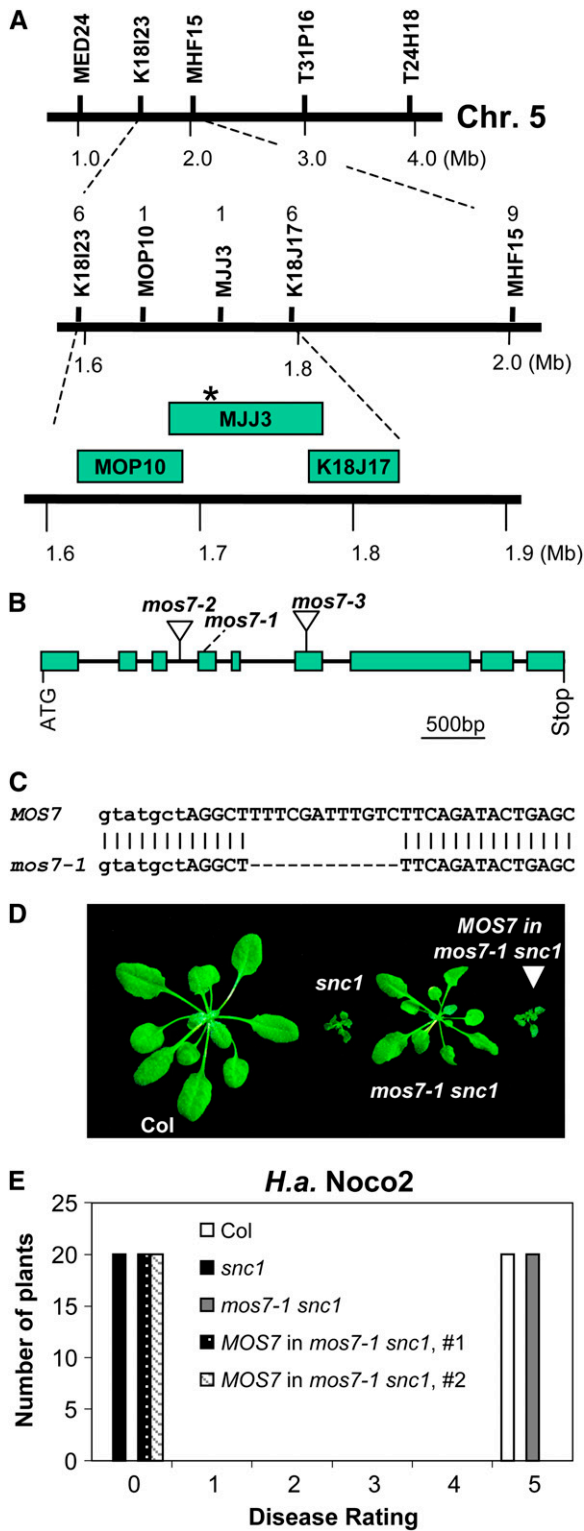 A
MED24
K18I23
MHF15
T31P16
T24H18
Chr. 5
1.0 2.0 3.0 4.0 (Mb)
6 1 1 6 9
K18I23
MOP10
MJJ3
K18J17
MHF15
1.6 1.8 2.0 (Mb)
*
MJJ3
MOP10 K18J17
1.6 1.7 1.8 1.9 (Mb)
B
mos7-2 mos7-1 mos7-3
ATG
Stop
500bp
C
MOS7 gtatgctAGGCTTTTCGATTTGTCTTCAGATACTGAGC
mos7-1 gtatgctAGGCT------------TTCAGATACTGAGC
D
MOS7 in
mos7-1 snc1
snc1
mos7-1 snc1
Col
E
H.a. Noco2
Number of plants
25
20
15
10
5
0
Col
snc1
mos7-1 snc1
MOS7 in mos7-1 snc1, #1
MOS7 in mos7-1 snc1, #2
0 1 2 3 4 5
Disease Rating